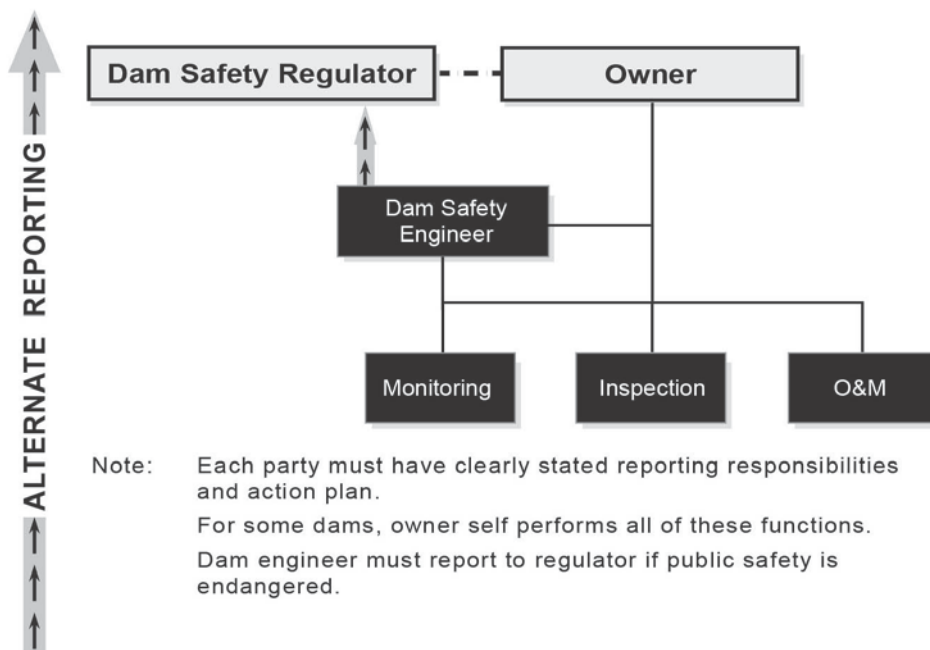 Dam Safety Regulator
Owner
Dam Safety
Engineer
Monitoring
Inspection
O&M
ALTERNATE REPORTING
Note: Each party must have clearly stated reporting responsibilities
and action plan.
For some dams, owner self performs all of these functions.
Dam engineer must report to regulator if public safety is
endangered.